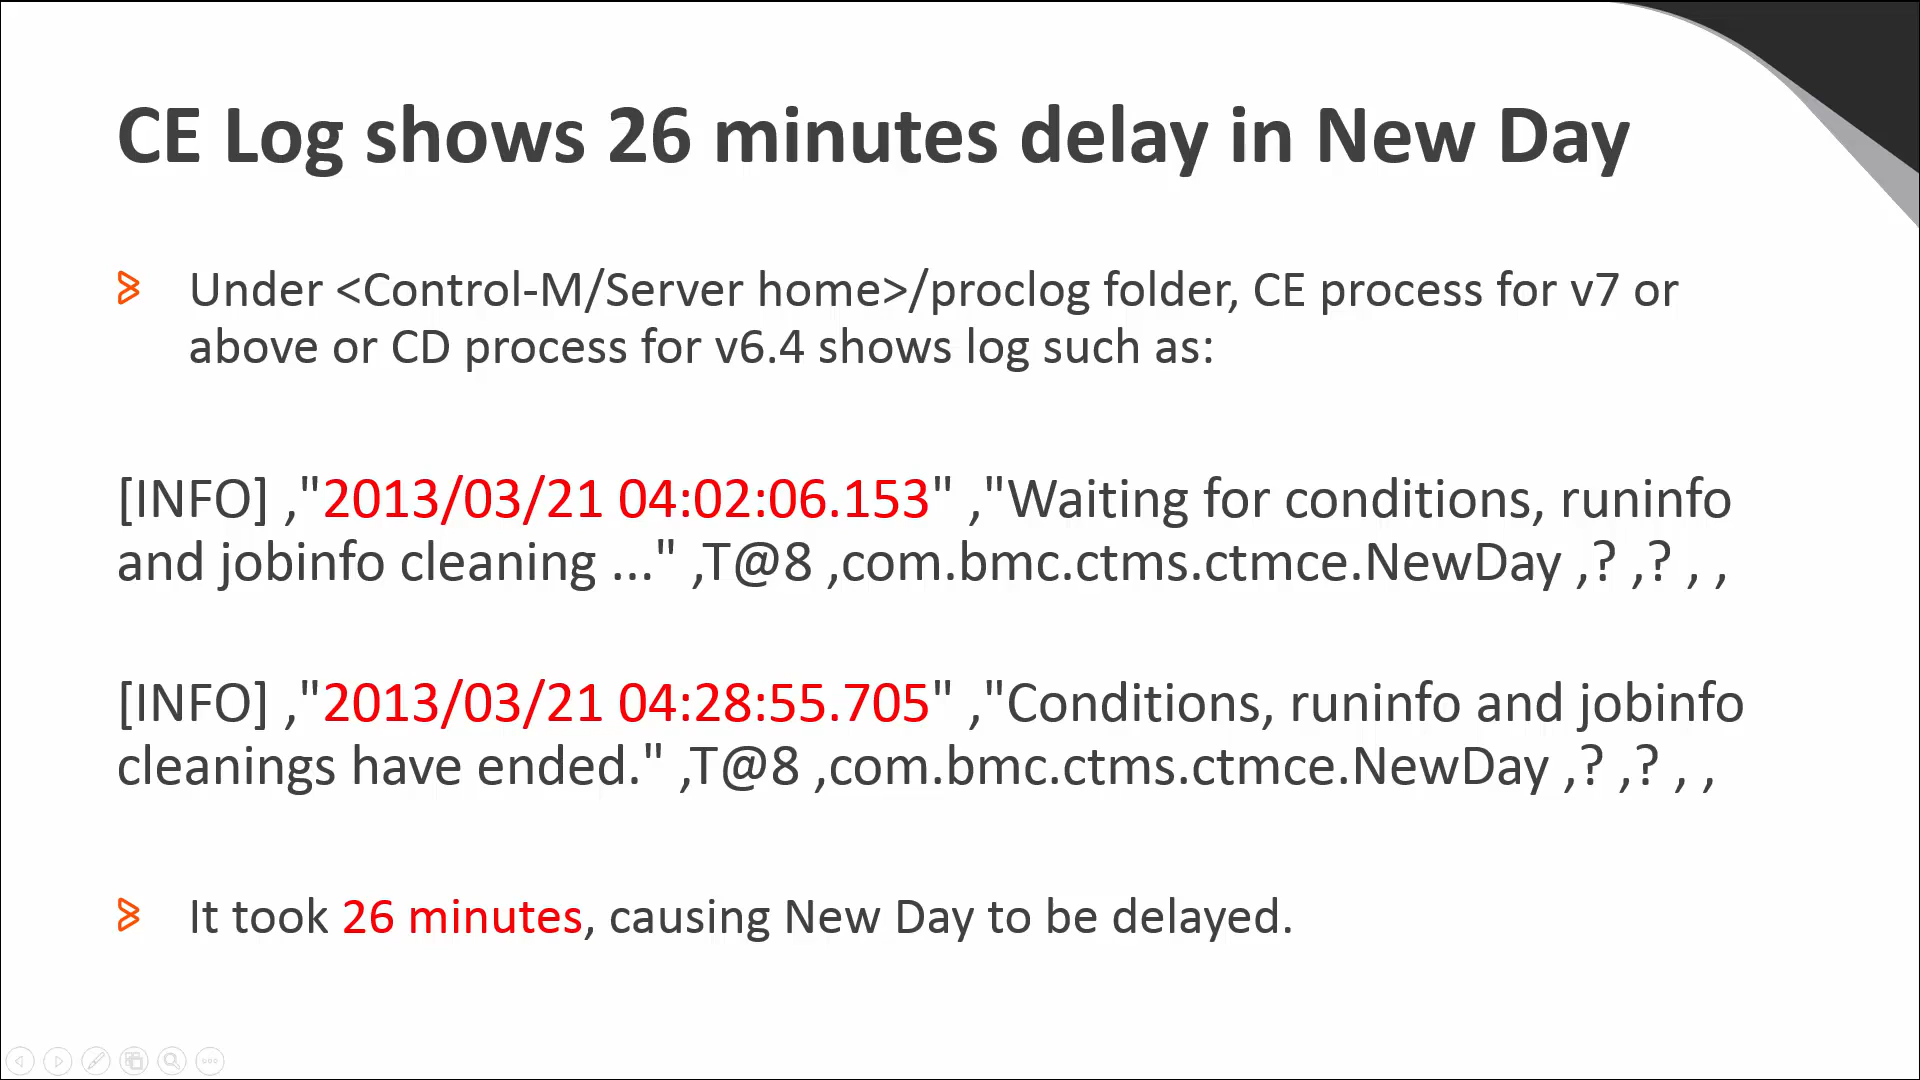 CE Log shows 26 minutes delay in New Day
Under <Control-M/Server home>/proclog folder, CE process for v7 or
above or CD process for v6.4 shows log such as:
[INFO] ,"2013/03/21 04:02:06.153" ,"Waiting for conditions, runinfo
and jobinfo cleaning ..." ,T@8 ,com.bmc.ctms.ctmce.NewDay ,? ,? , ,
[INFO] ,"2013/03/21 04:28:55.705" ,"Conditions, runinfo and jobinfo
cleanings have ended." ,T@8 ,com.bmc.ctms.ctmce.NewDay ,? ,? , ,
It took 26 minutes, causing New Day to be delayed.